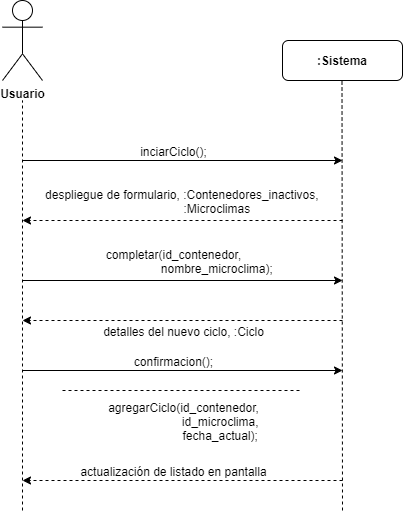 Usuario
:Sistema
inciarCiclo();
despliegue de formulario, :Contenedores_inactivos,
:Microclimas
completar(id_contenedor,
nombre_microclima);
detalles del nuevo ciclo, :Ciclo
confirmacion();
agregarCiclo(id_contenedor,
id_microclima,
fecha_actual);
actualización de listado en pantalla